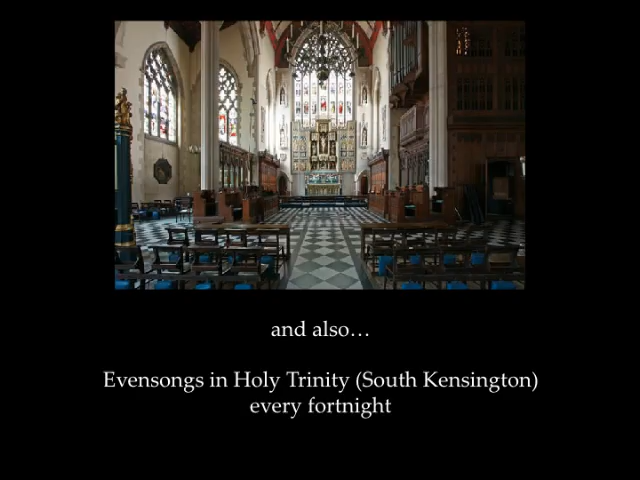 and also…
Evensongs in Holy Trinity (South Kensington)
every fortnight